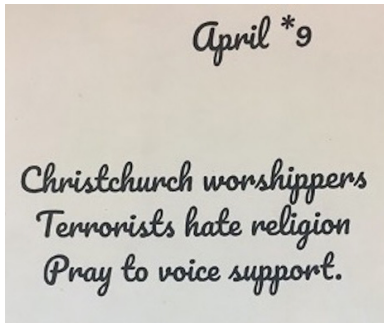 April *9
Christchurch worshippers
Terrorists hate religion
Pray to voice support.